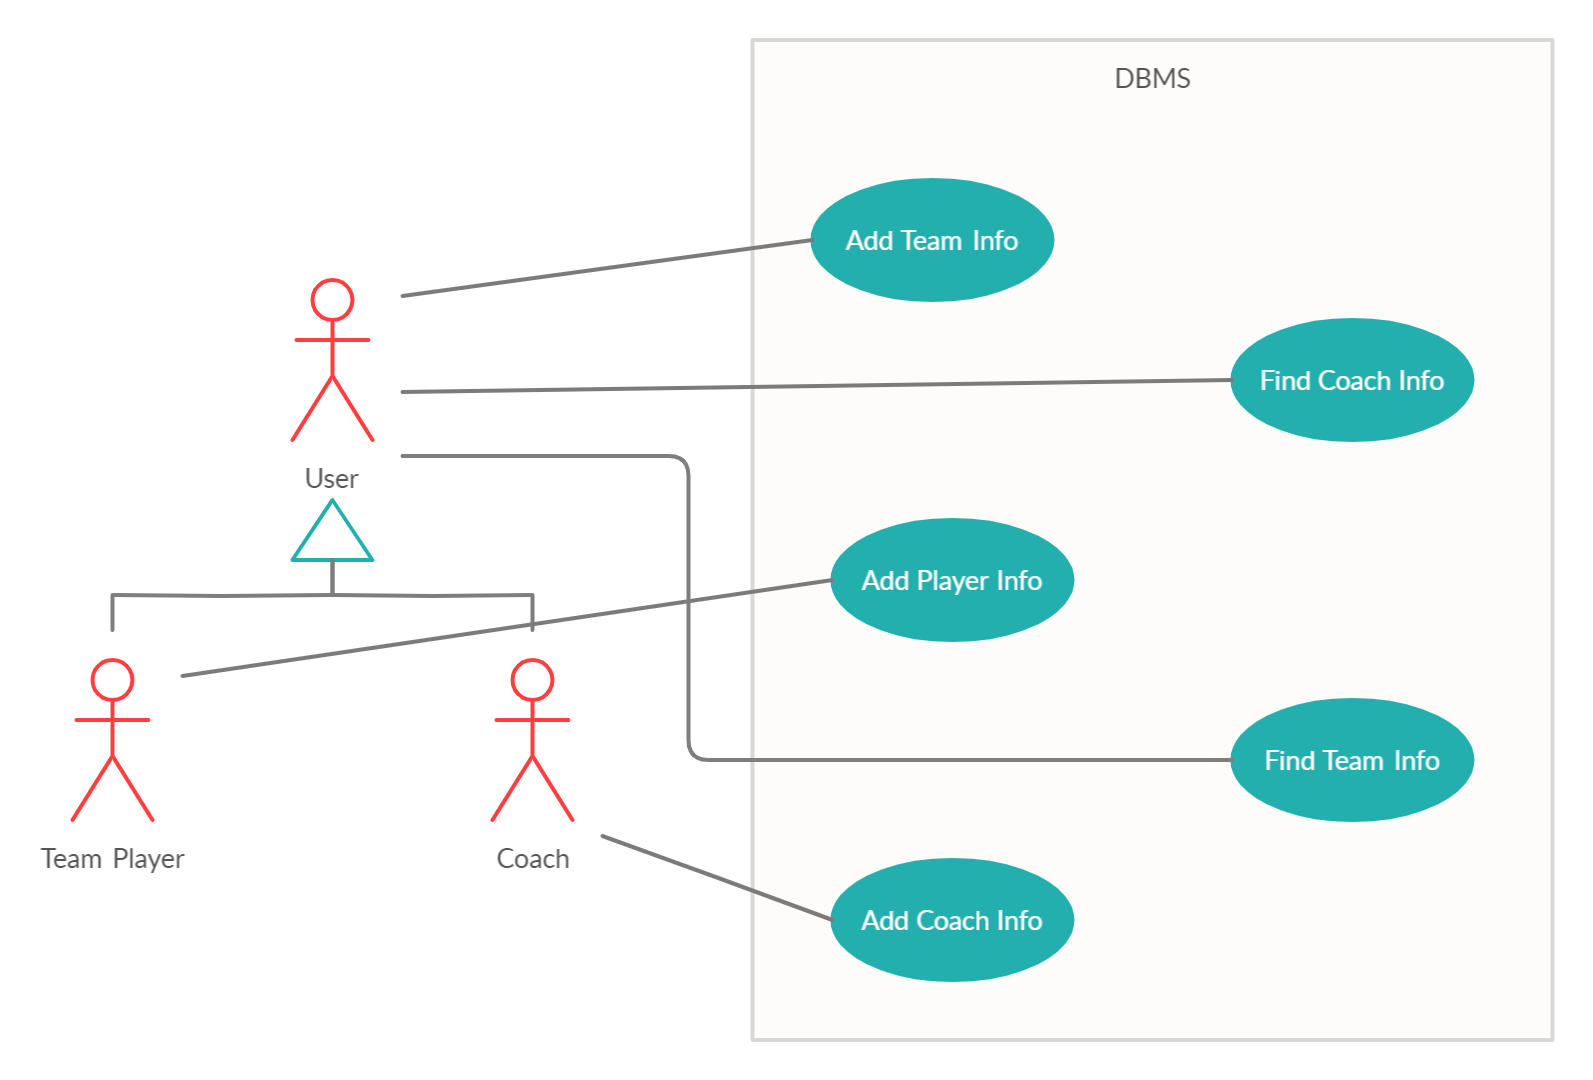 DBMS
Add Team Info
Find Coach Info
User
Add Player Info
Find Team Info
Team Player
Coach
Add Coach Info